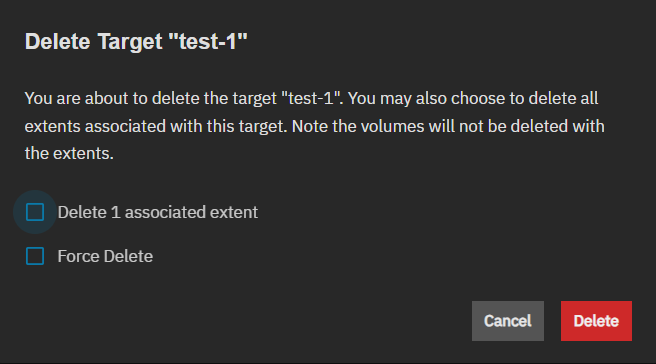 Delete Target "test-1"
You are about to delete the target "test-1". You may also choose to delete all
extents associated with this target. Note the volumes will not be deleted with
the extents.
Delete 1 associated extent
Force Delete
Cancel Delete